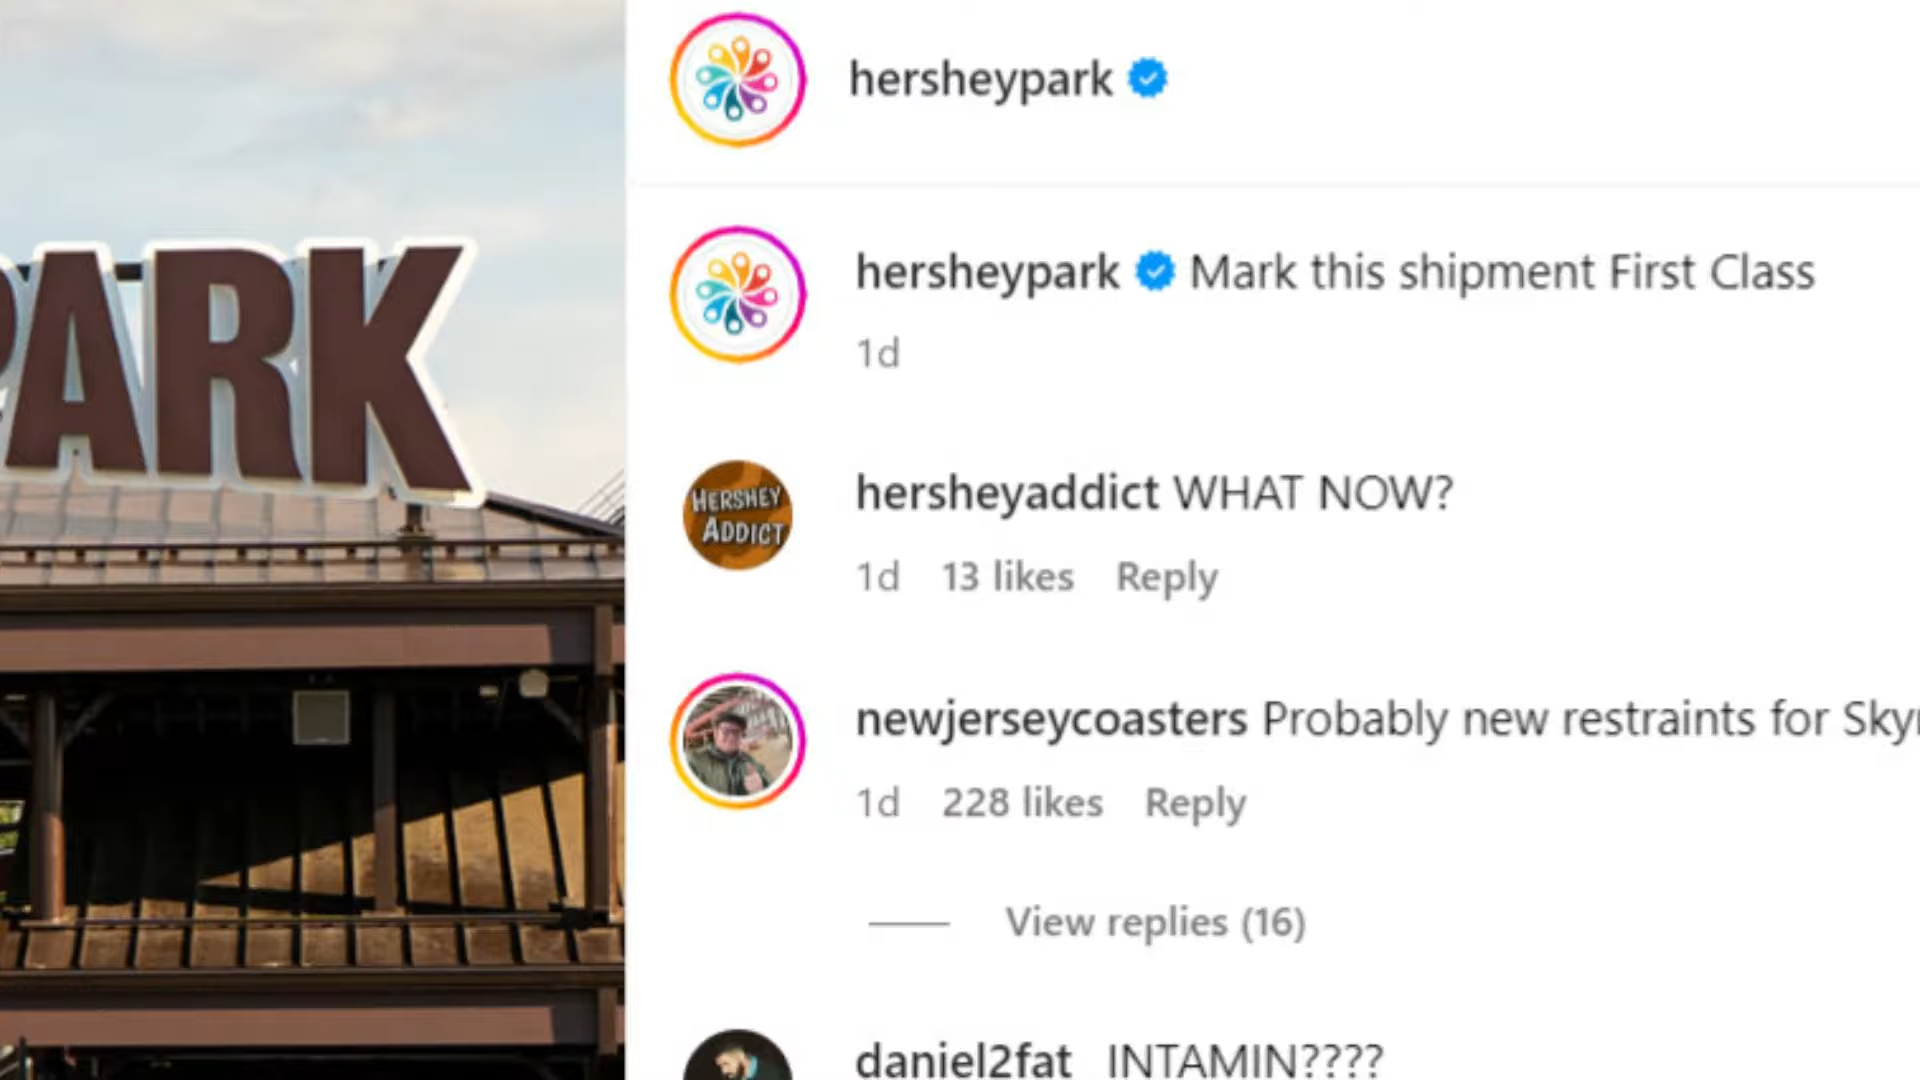 PARK
hersheypark
hersheypark Mark this shipment First Class
1d
HERSHEY
ADDICT
hersheyaddict WHAT NOW?
1d 13 likes Reply
newjerseycoasters Probably new restraints for
1d 228 likes Reply
View replies (16)
daniel2fat INTAMIN????